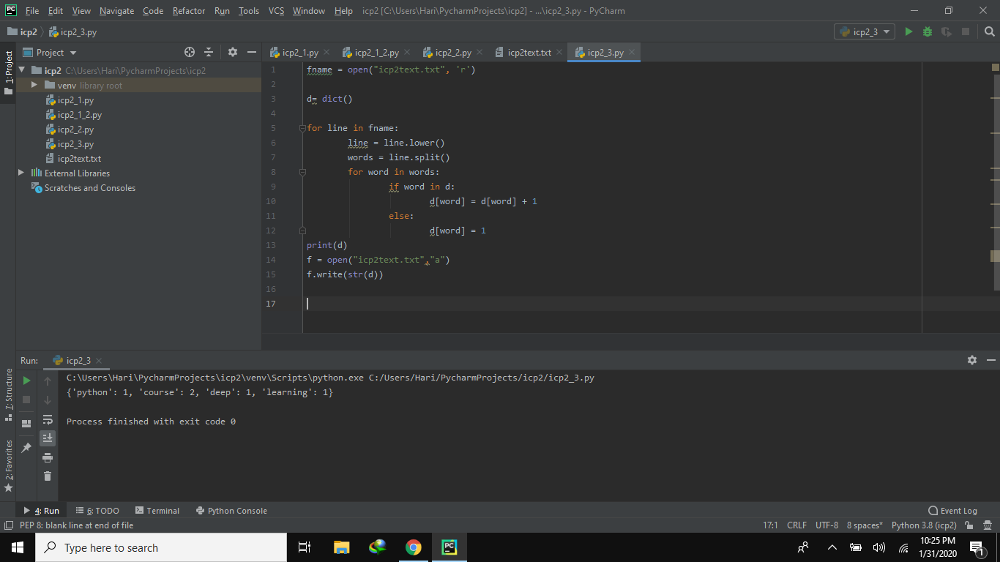 PC File Edit View Navigate Code Refactor Run Tools VCS Window Help icp2 [C:\Users\Hari\PycharmProjects\icp2] - ...\icp2_3.py - PyCharm
icp2 icp2_3.py icp2_3
1: Project
Project
icp2_1.py icp2_1_2.py icp2_2.py icp2text.txt icp2_3.py
icp2 C:\Users\Hari\PycharmProjects\icp2
venv library root
icp2_1.py
icp2_1_2.py
icp2_2.py
icp2_3.py
icp2text.txt
External Libraries
Scratches and Consoles
1 fname = open("icp2text.txt", 'r')
2
3 d= dict()
4
5 for line in fname:
6 line = line.lower()
7 words = line.split()
8 for word in words:
9 if word in d:
10 d[word] = d[word] + 1
11 else:
12 d[word] = 1
13 print(d)
14 f = open("icp2text.txt","a")
15 f.write(str(d))
16
17
Run: icp2_3
C:\Users\Hari\PycharmProjects\icp2\venv\Scripts\python.exe C:/Users/Hari/PycharmProjects/icp2/icp2_3.py
{'python': 1, 'course': 2, 'deep': 1, 'learning': 1}
Process finished with exit code 0
7: Structure
2: Favorites
4: Run 6: TODO Terminal Python Console Event Log
PEP 8: blank line at end of file 17:1 CRLF UTF-8 8 spaces* Python 3.8 (icp2)
Type here to search
PC
10:25 PM
1/31/2020
1